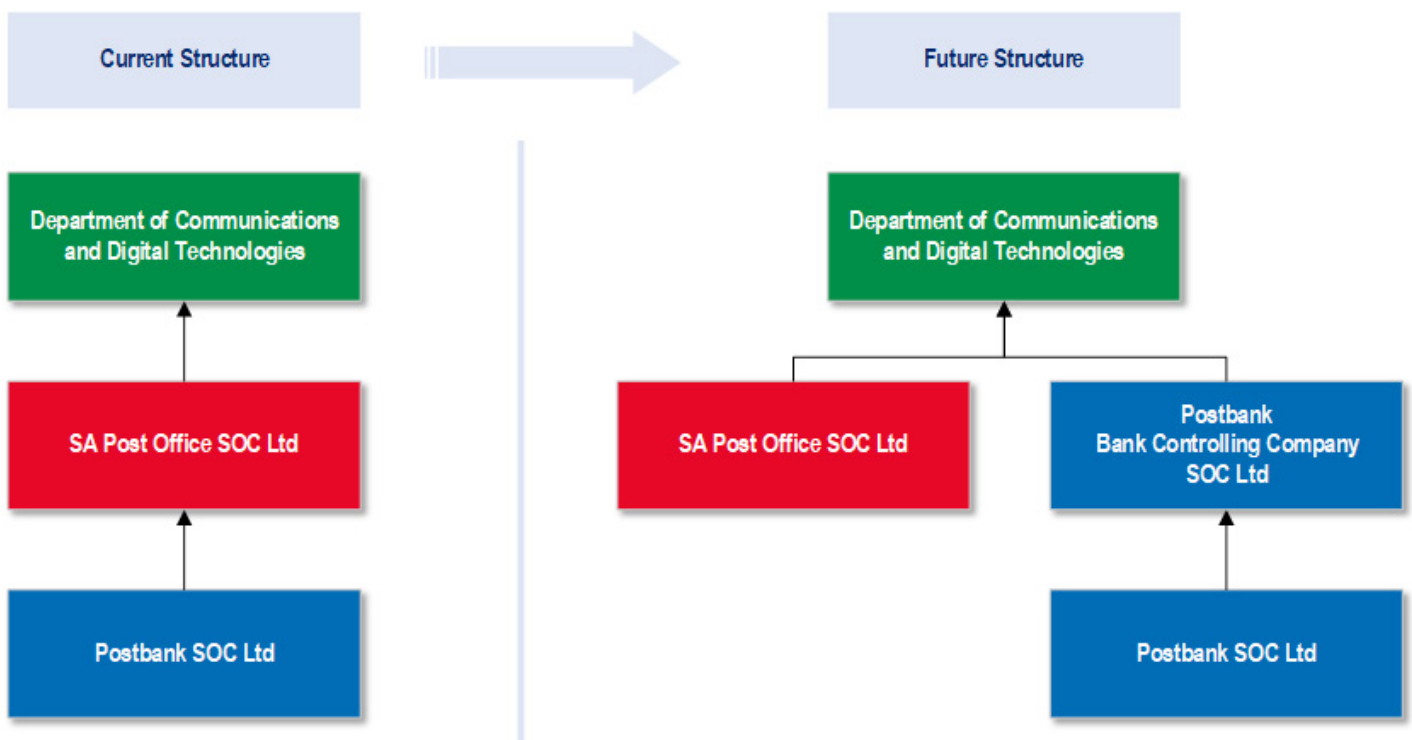 Current Structure
Future Structure
Department of Communications
and Digital Technologies
SA Post Office SOC Ltd
Postbank SOC Ltd
Department of Communications
and Digital Technologies
SA Post Office SOC Ltd
Postbank
Bank Controlling Company
SOC Ltd
Postbank SOC Ltd